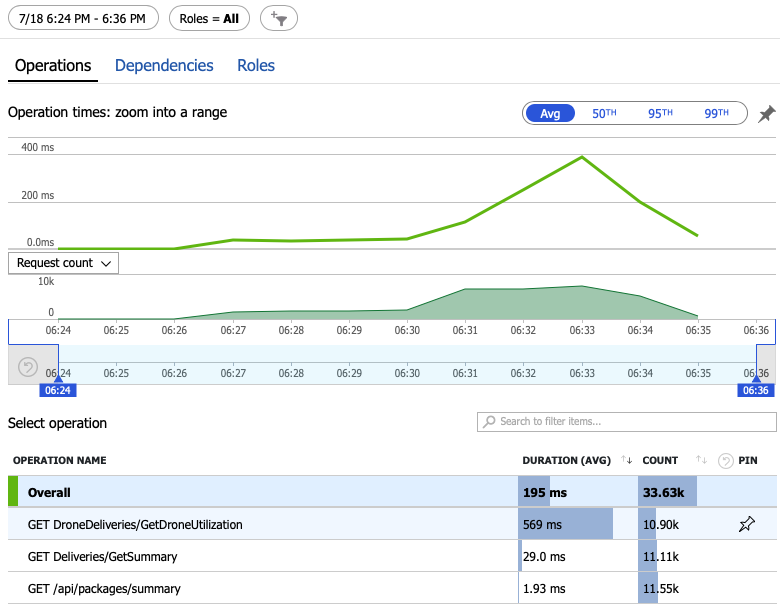 7/18 6:24 PM - 6:36 PM Roles = All
Operations Dependencies Roles
Operation times: zoom into a range Avg 50TH 95TH 99TH
400 ms
200 ms
0.0ms
Request count
10k
0
06:24 06:25 06:26 06:27 06:28 06:29 06:30 06:31 06:32 06:33 06:34 06:35 06:36
06:24 06:25 06:26 06:27 06:28 06:29 06:30 06:31 06:32 06:33 06:34 06:35 06:36
06:24 06:36
Select operation Search to filter items...
OPERATION NAME DURATION (AVG) COUNT PIN
Overall 195 ms 33.63k
GET DroneDeliveries/GetDroneUtilization 569 ms 10.90k
GET Deliveries/GetSummary 29.0 ms 11.11k
GET /api/packages/summary 1.93 ms 11.55k